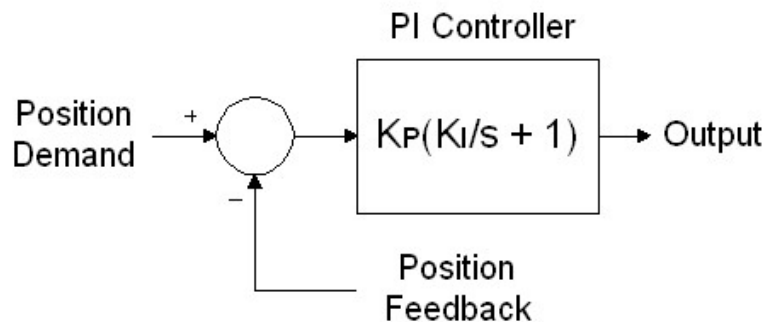 PI Controller
Position
Demand
+
−
KP(KI/s + 1)
Output
Position
Feedback